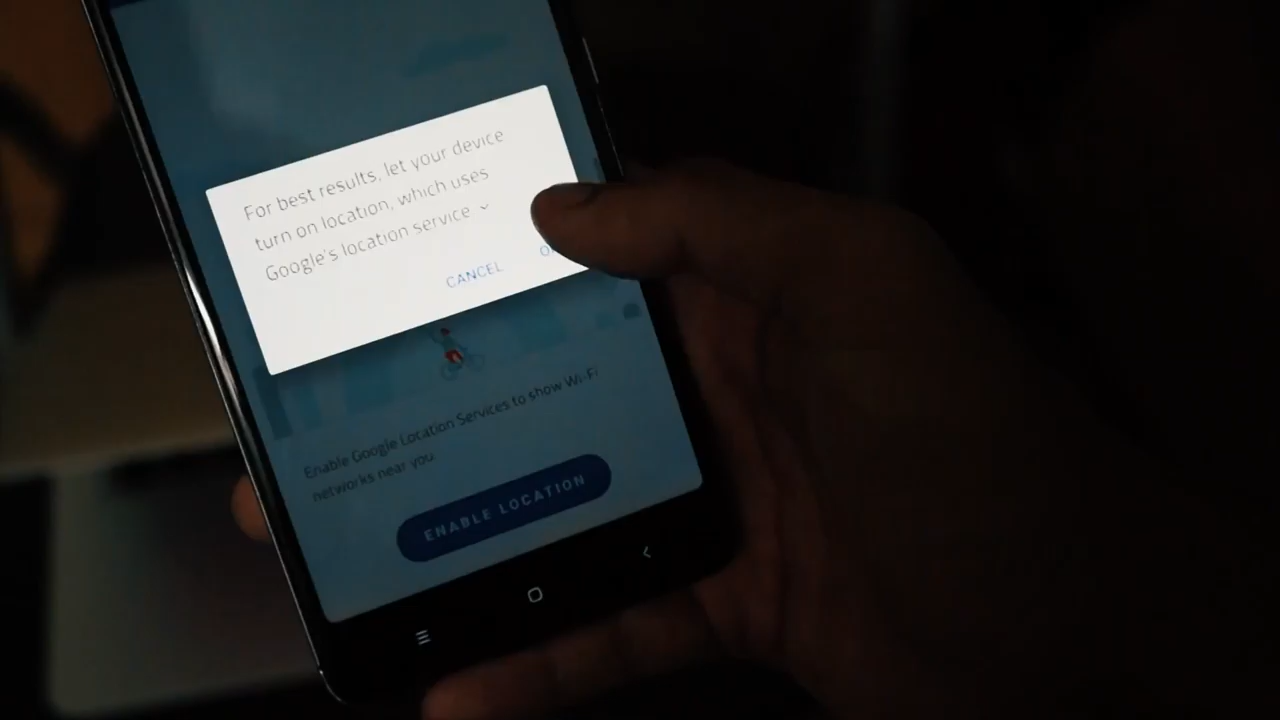 For best results, let your device
turn on location, which uses
Google's location service
CANCEL
Enable Google Location Services to show Wi-Fi
networks near you
ENABLE LOCATION